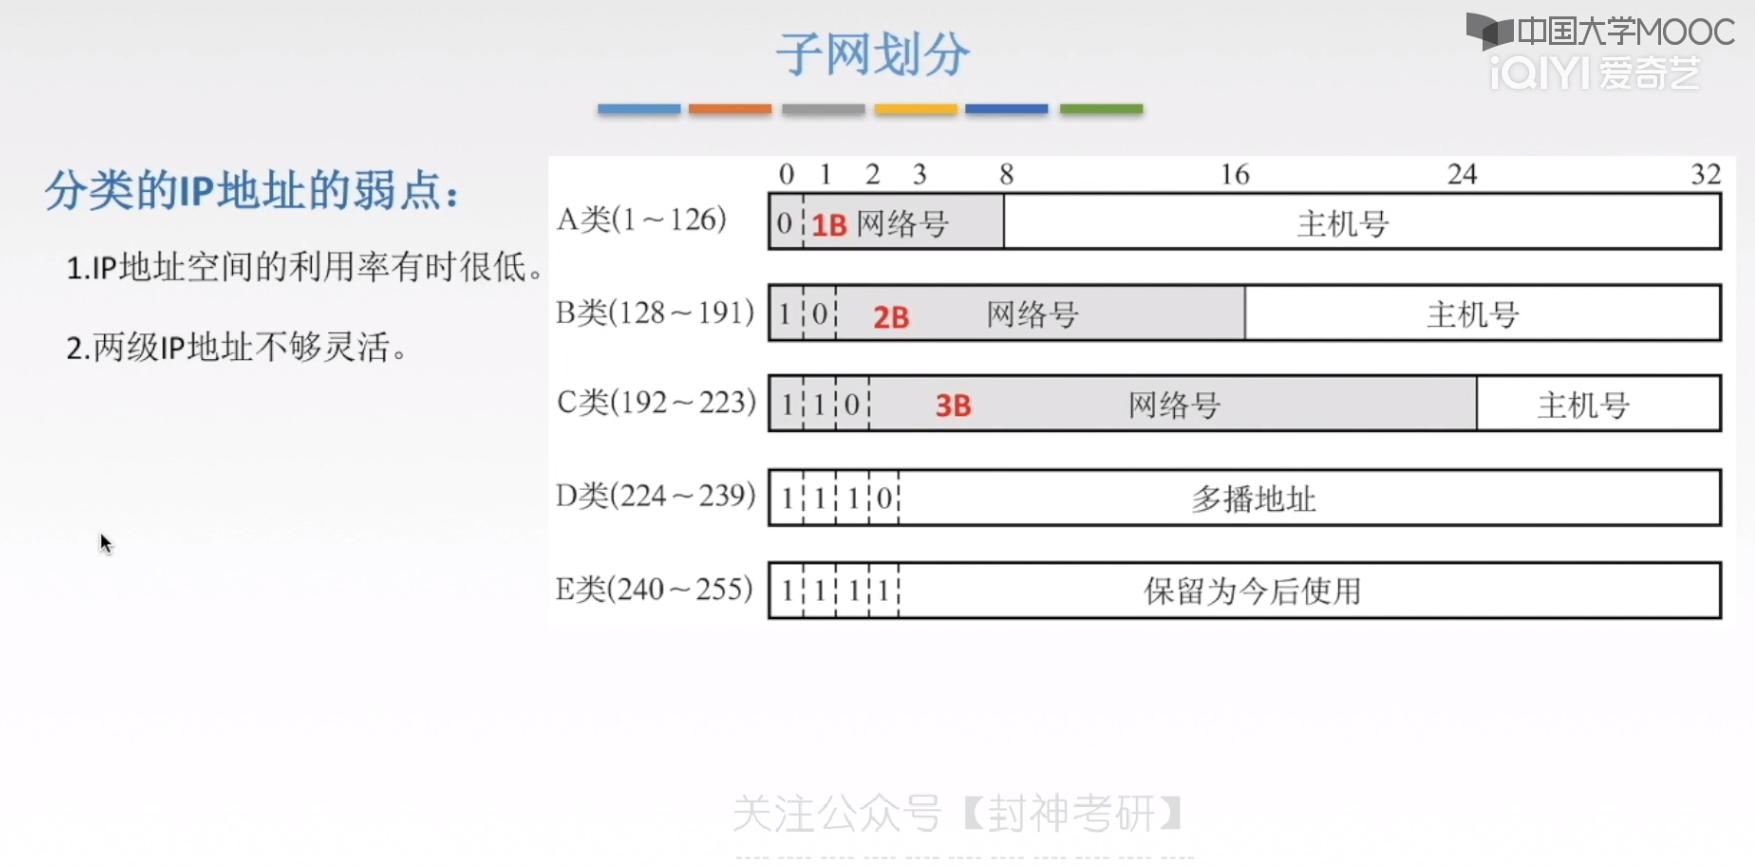 子网划分
中国大学MOOC
iQIYI 爱奇艺
分类的IP地址的弱点：
1.IP地址空间的利用率有时很低。
2.两级IP地址不够灵活。
0 1 2 3 8 16 24 32
A类(1～126) 0 1B 网络号 主机号
B类(128～191) 1 0 2B 网络号 主机号
C类(192～223) 1 1 0 3B 网络号 主机号
D类(224～239) 1 1 1 0 多播地址
E类(240～255) 1 1 1 1 保留为今后使用
关注公众号【封神考研】